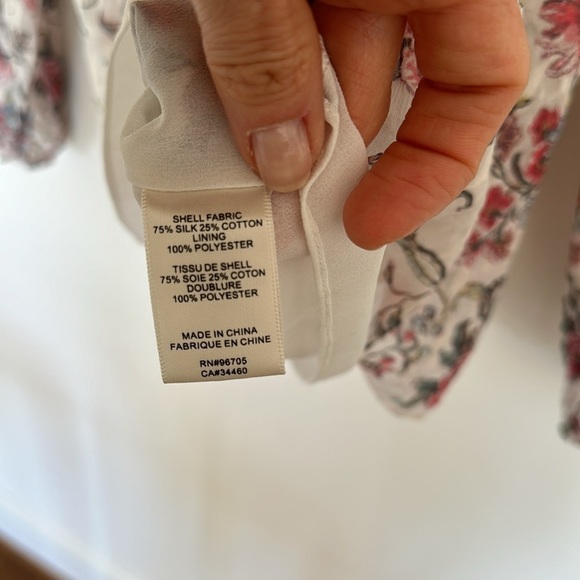 SHELL FABRIC
75% SILK 25% COTTON
LINING
100% POLYESTER
TISSU DE SHELL
75% SOIE 25% COTON
DOUBLURE
100% POLYESTER
MADE IN CHINA
FABRIQUE EN CHINE
RN#96705
CA#34460